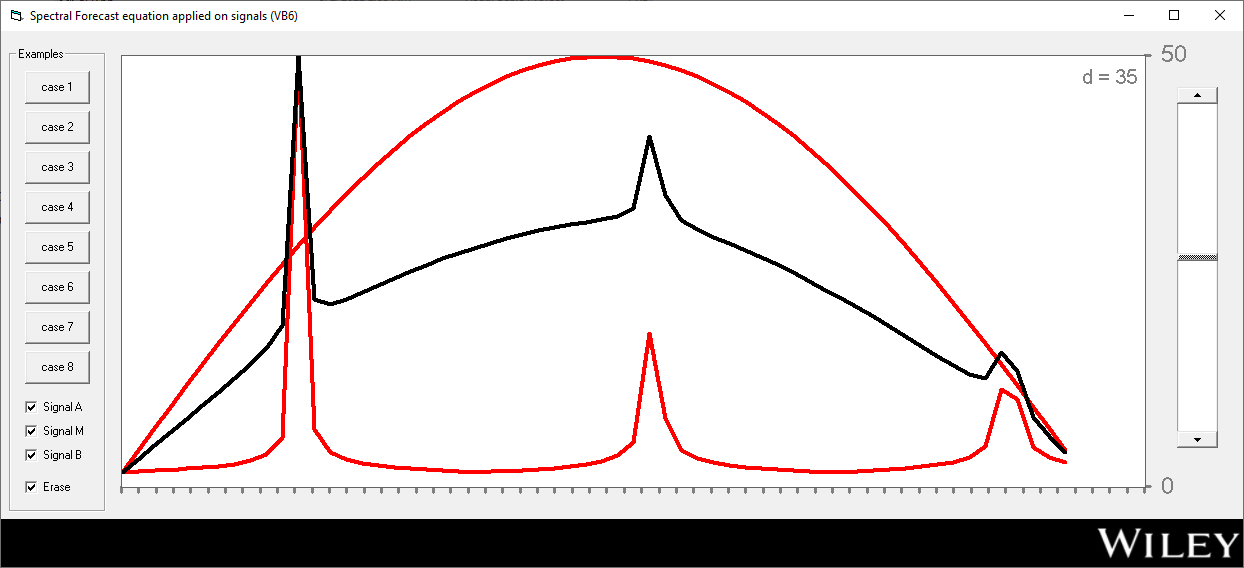 Spectral Forecast equation applied on signals (VB6)
Examples
case 1
case 2
case 3
case 4
case 5
case 6
case 7
case 8
Signal A
Signal M
Signal B
Erase
50
d = 35
0
WILEY